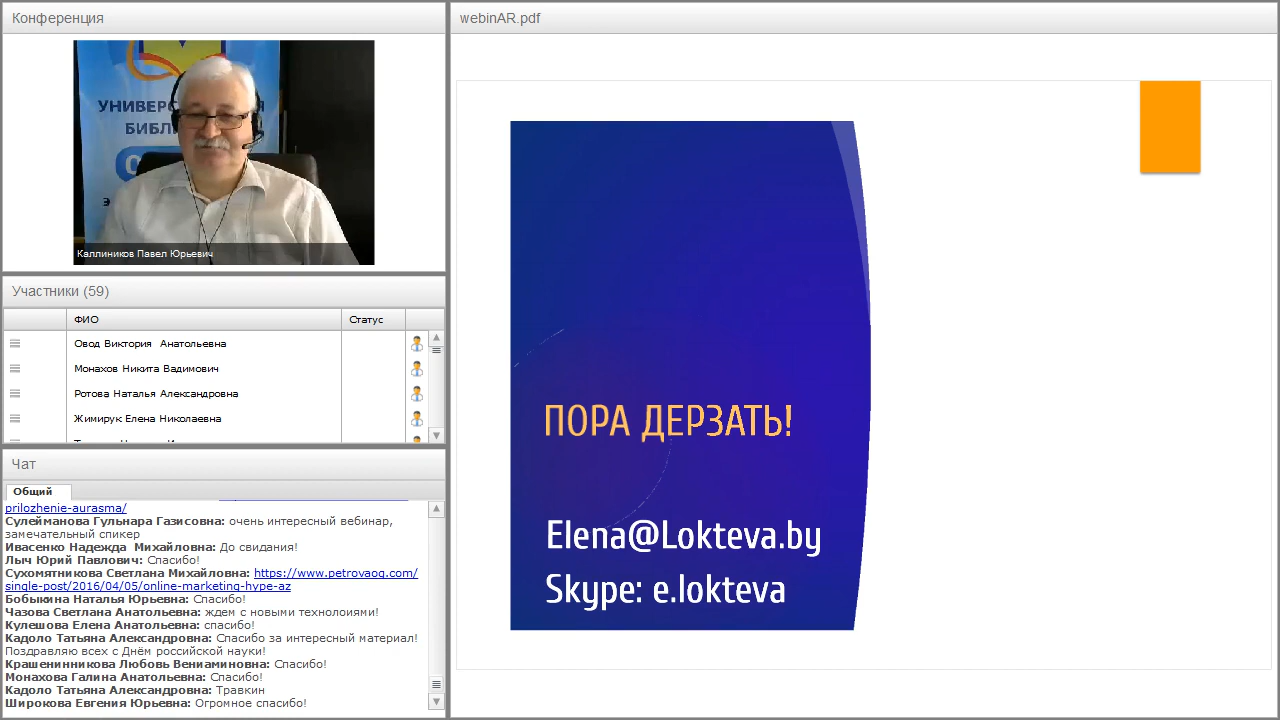 Конференция
УНИВЕРС
БИБЛ
Каллиников Павел Юрьевич
Участники (59)
ФИО
Статус
Овод Виктория Анатольевна
Монахов Никита Вадимович
Ротова Наталья Александровна
Жимирук Елена Николаевна
Чат
Общий
prilozhenie-aurasma/
Сулейманова Гульнара Газисовна: очень интересный вебинар,
замечательный спикер
Ивасенко Надежда Михайловна: До свидания!
Лыч Юрий Павлович: Спасибо!
Сухомятникова Светлана Михайловна: https://www.petrovaog.com/
single-post/2016/04/05/online-marketing-hype-az
Бобыкина Наталья Юрьевна: Спасибо!
Чазова Светлана Анатольевна: ждем с новыми технолоиями!
Кулешова Елена Анатольевна: спасибо!
Кадоло Татьяна Александровна: Спасибо за интересный материал!
Поздравляю всех с Днём российской науки!
Крашенинникова Любовь Вениаминовна: Спасибо!
Монахова Галина Анатольевна: Спасибо!
Кадоло Татьяна Александровна: Травкин
Широкова Евгения Юрьевна: Огромное спасибо!
webinAR.pdf
ПОРА ДЕРЗАТЬ!
Elena@Lokteva.by
Skype: e.lokteva